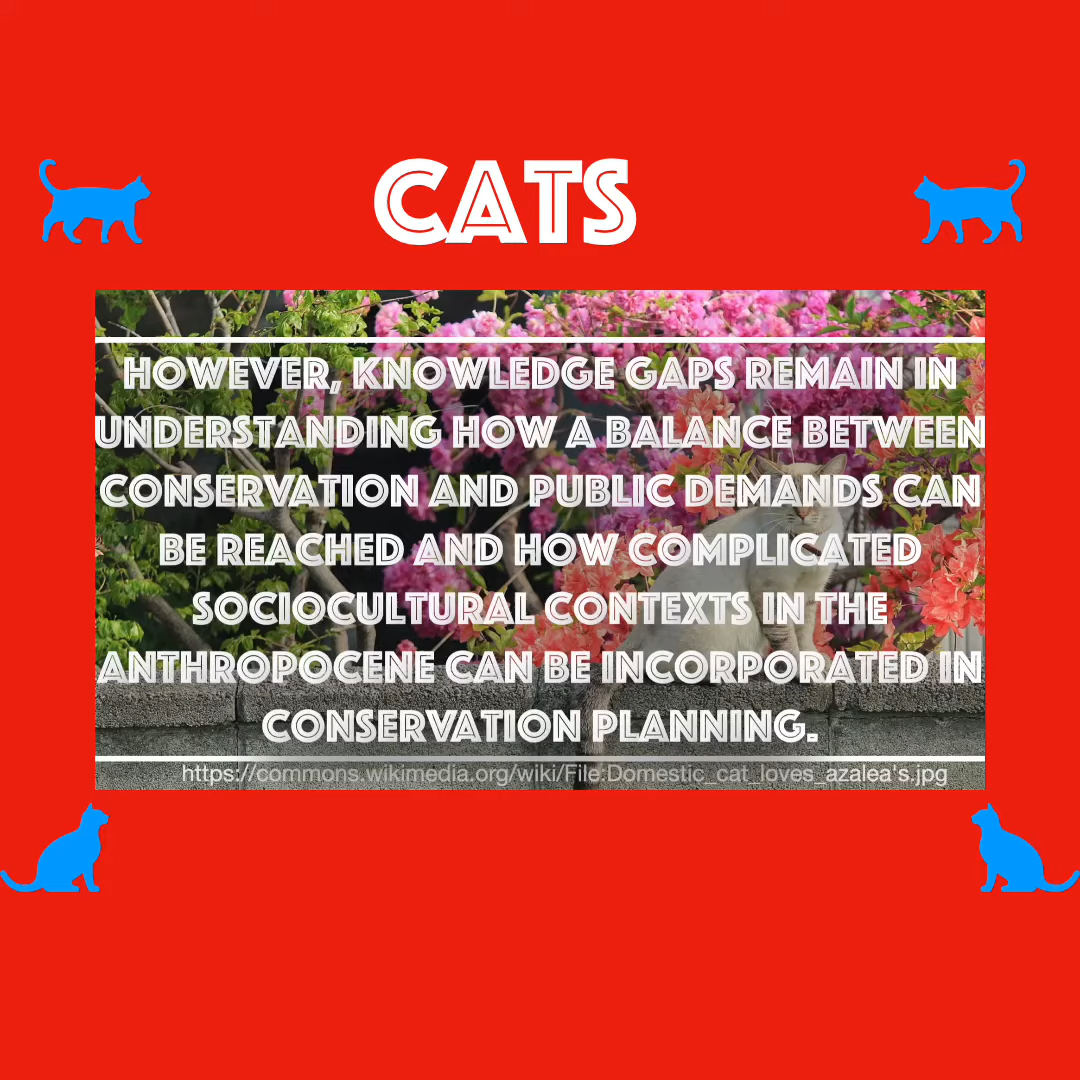 CATS
HOWEVER, KNOWLEDGE GAPS REMAIN IN
UNDERSTANDING HOW A BALANCE BETWEEN
CONSERVATION AND PUBLIC DEMANDS CAN
BE REACHED AND HOW COMPLICATED
SOCIOCULTURAL CONTEXTS IN THE
ANTHROPOCENE CAN BE INCORPORATED IN
CONSERVATION PLANNING.
https://commons.wikimedia.org/wiki/File:Domestic_cat_loves_azalea's.jpg